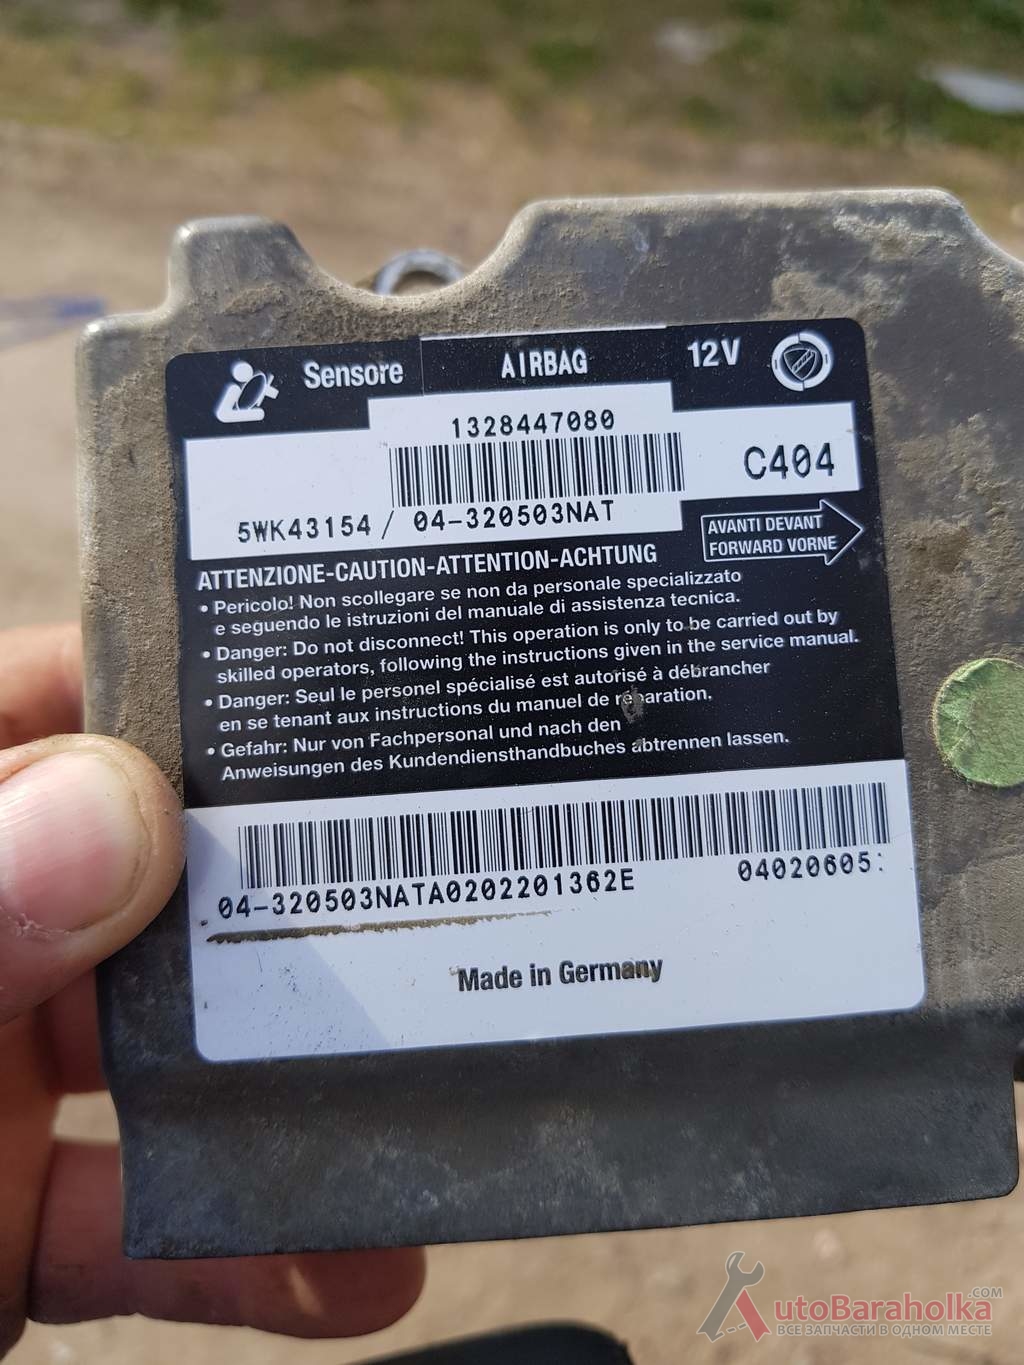 Sensore AIRBAG 12V
1328447080
C404
5WK43154 / 04-320503NAT
AVANTI DEVANT
FORWARD VORNE
ATTENZIONE-CAUTION-ATTENTION-ACHTUNG
• Pericolo! Non scollegare se non da personale specializzato
e seguendo le istruzioni del manuale di assistenza tecnica.
• Danger: Do not disconnect! This operation is only to be carried out by
skilled operators, following the instructions given in the service manual.
• Danger: Seul le personel spécialisé est autorisé à débrancher
en se tenant aux instructions du manuel de réparation.
• Gefahr: Nur von Fachpersonal und nach den
Anweisungen des Kundendiensthandbuches abtrennen lassen.
04-320503NATA0202201362E 04020605:
Made in Germany
AutoBaraholka.COM
ВСЕ ЗАПЧАСТИ В ОДНОМ МЕСТЕ